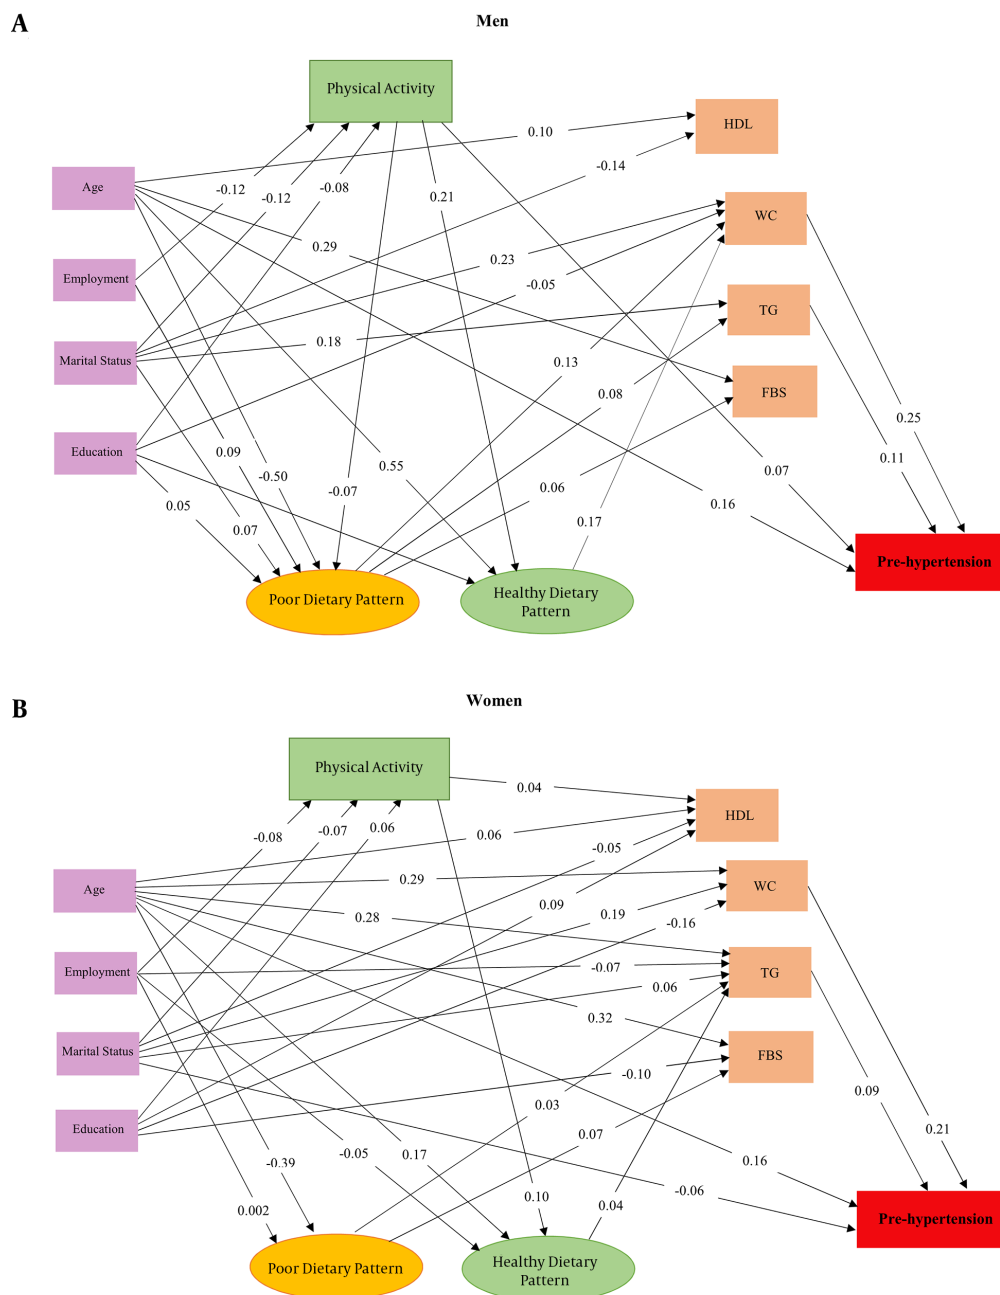 A
Men
Physical Activity
HDL
0.10
-0.14
Age
-0.12
-0.12
-0.08
0.21
WC
0.29
0.23
Employment
-0.05
TG
0.18
Marital Status
0.13
0.08
FBS
0.25
Education
0.09
-0.50
0.55
0.11
0.07
-0.07
0.06
0.16
0.05
0.07
0.17
Pre-hypertension
Poor Dietary Pattern
Healthy Dietary
Pattern
B
Women
Physical Activity
0.04
HDL
-0.08
-0.07
0.06
0.06
-0.05
Age
0.29
WC
0.28
0.09
0.19
-0.16
Employment
-0.07
TG
0.06
0.32
Marital Status
FBS
-0.10
0.09
0.03
Education
0.07
0.21
-0.39
-0.05
0.17
0.16
-0.06
0.002
0.10
0.04
Pre-hypertension
Poor Dietary Pattern
Healthy Dietary
Pattern